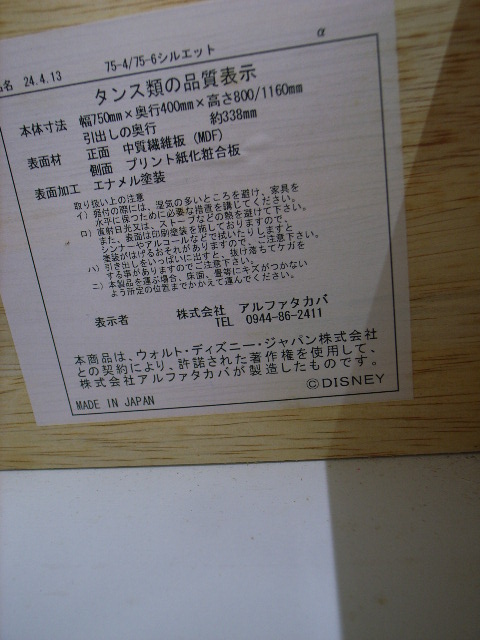 品名 24.4.13 75-4/75-6シルエット α
タンス類の品質表示
本体寸法 幅750mm×奥行400mm×高さ800/1160mm
引出しの奥行 約338mm
表面材 正面 中質繊維板(MDF)
側面 プリント紙化粧合板
表面加工 エナメル塗装
取り扱い上の注意
イ)据付の際には、湿気の多いところを避け、家具を
水平に保つために必要な措置を講じてください。
ロ)直射日光又は、ストーブなどの熱を避けて下さい。
また、表面は印刷塗装を施しておりますので、
シンナーやアルコールなどで拭いたりしますと
塗装がはげるおそれがありますので、ご注意下さい。
ハ)引き出しをいっぱいに出すと、抜け落ちてケガを
する事がありますのでご注意下さい。
ニ)本製品を運ぶ場合、床面、畳等にキズがつかない
よう所定の位置までかかえて運んでください。
表示者 株式会社 アルファタカバ
TEL 0944-86-2411
本商品は、ウォルト・ディズニー・ジャパン株式会社
との契約により、許諾された著作権を使用して、
株式会社アルファタカバが製造したものです。
MADE IN JAPAN ©DISNEY